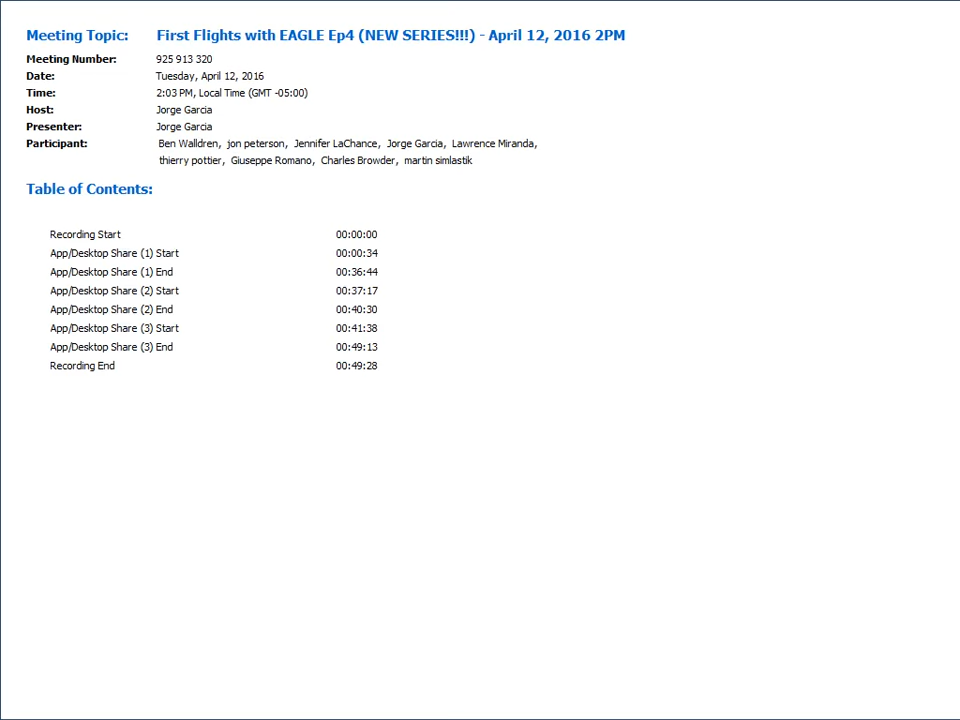 Meeting Topic: First Flights with EAGLE Ep4 (NEW SERIES!!!) - April 12, 2016 2PM
Meeting Number: 925 913 320
Date: Tuesday, April 12, 2016
Time: 2:03 PM, Local Time (GMT -05:00)
Host: Jorge Garcia
Presenter: Jorge Garcia
Participant: Ben Walldren, jon peterson, Jennifer LaChance, Jorge Garcia, Lawrence Miranda,
thierry pottier, Giuseppe Romano, Charles Browder, martin simlastik
Table of Contents:
Recording Start 00:00:00
App/Desktop Share (1) Start 00:00:34
App/Desktop Share (1) End 00:36:44
App/Desktop Share (2) Start 00:37:17
App/Desktop Share (2) End 00:40:30
App/Desktop Share (3) Start 00:41:38
App/Desktop Share (3) End 00:49:13
Recording End 00:49:28